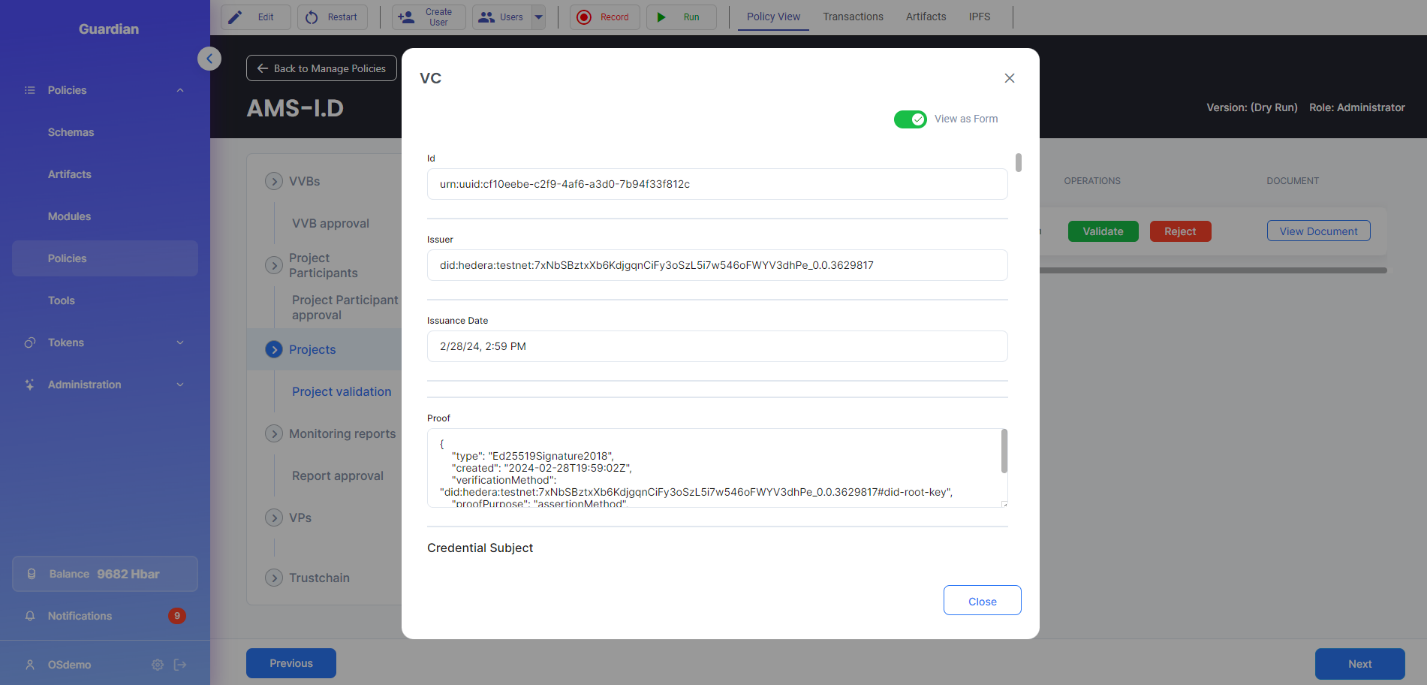 Guardian
Policies
Schemas
Artifacts
Modules
Policies
Tools
Tokens
Administration
Balance 9682 Hbar
Notifications 9
OSdemo
Edit
Restart
Create
User
Users
Record
Run
Policy View
Transactions
Artifacts
IPFS
Back to Manage Policies
AMS-I.D
Version: (Dry Run) Role: Administrator
VVBs
VVB approval
Project
Participants
Project Participant
approval
Projects
Project validation
Monitoring reports
Report approval
VPs
Trustchain
OPERATIONS
DOCUMENT
Validate
Reject
View Document
VC
View as Form
Id
urn:uuid:cf10eebe-c2f9-4af6-a3d0-7b94f33f812c
Issuer
did:hedera:testnet:7xNbSBztxXb6KdjgqnCiFy3oSzL5i7w546oFWYV3dhPe_0.0.3629817
Issuance Date
2/28/24, 2:59 PM
Proof
{
"type": "Ed25519Signature2018",
"created": "2024-02-28T19:59:02Z",
"verificationMethod":
"did:hedera:testnet:7xNbSBztxXb6KdjgqnCiFy3oSzL5i7w546oFWYV3dhPe_0.0.3629817#did-root-key",
"proofPurpose": "assertionMethod"
Credential Subject
Close
Previous
Next